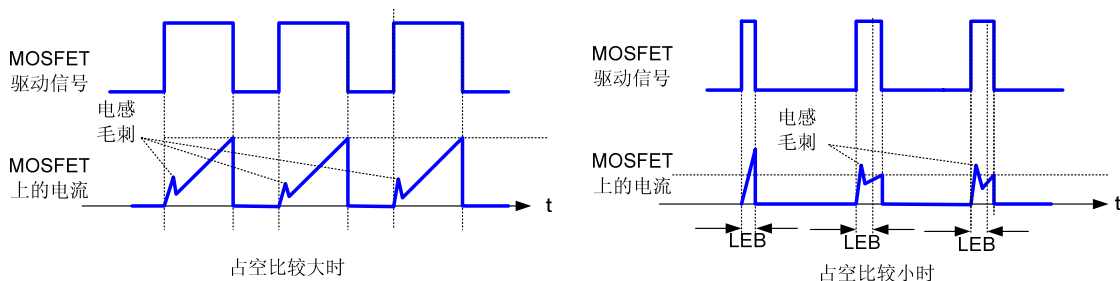 MOSFET
驱动信号
电感
毛刺
MOSFET
上的电流
t
占空比较大时
MOSFET
驱动信号
电感
毛刺
MOSFET
上的电流
t
LEB
LEB
LEB
占空比较小时